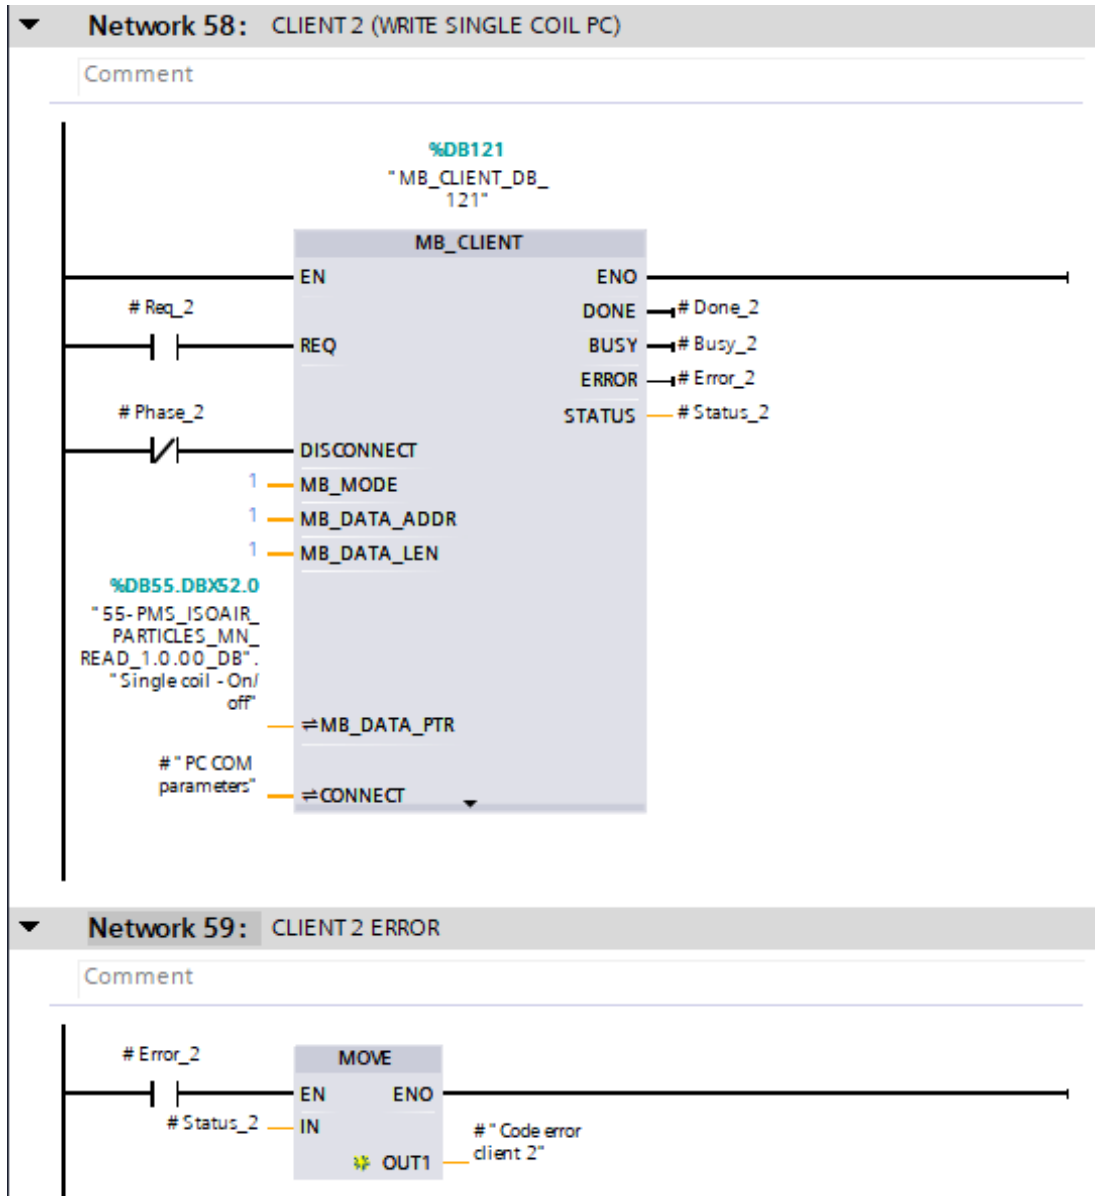 Network 58: CLIENT 2 (WRITE SINGLE COIL PC)
Comment
%DB121
"MB_CLIENT_DB_
121"
MB_CLIENT
EN ENO
#Req_2 DONE #Done_2
REQ BUSY #Busy_2
ERROR #Error_2
#Phase_2 STATUS #Status_2
DISCONNECT
1 MB_MODE
1 MB_DATA_ADDR
1 MB_DATA_LEN
%DB55.DBX52.0
"55-PMS_ISOAIR_
PARTICLES_MN_
READ_1.0.00_DB".
"Single coil - On/
off"
MB_DATA_PTR
#"PC COM
parameters"
CONNECT
Network 59: CLIENT 2 ERROR
Comment
#Error_2 MOVE
EN ENO
#Status_2 IN
#"Code error
client 2"
OUT1